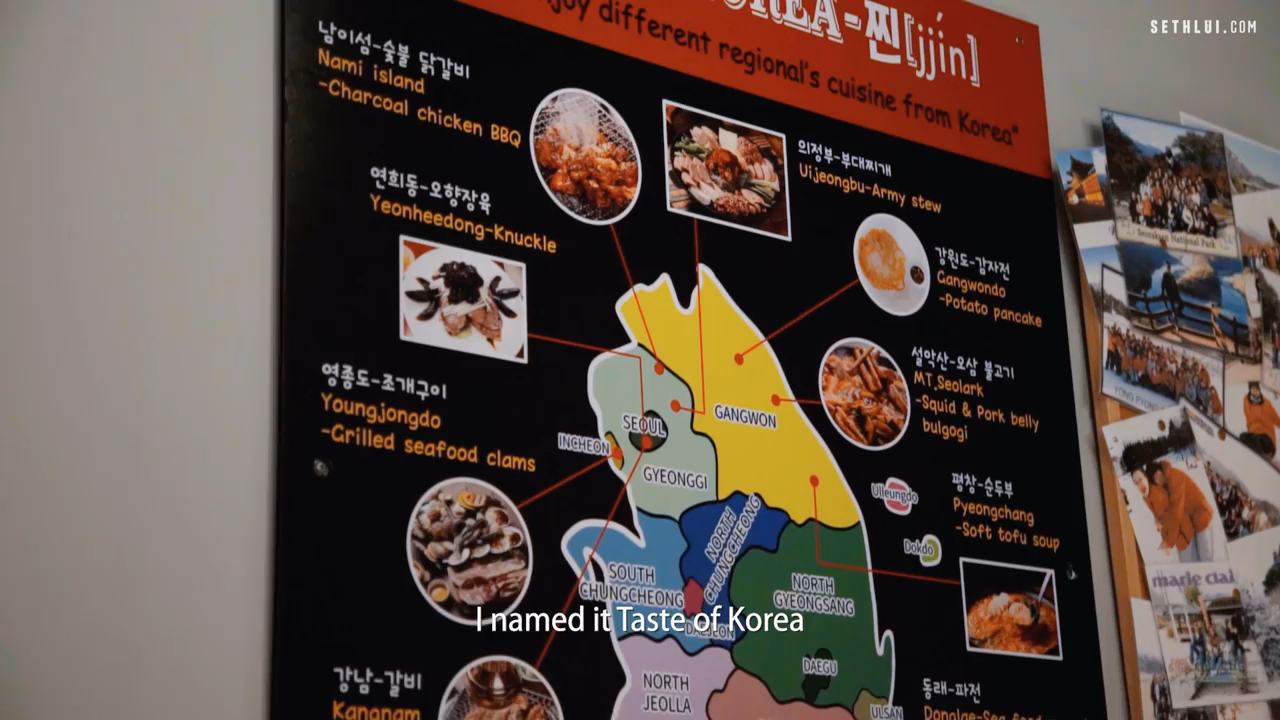 SETHLUI.COM
KOREA-찐[jjin]
enjoy different regional's cuisine from Korea"
남이섬-숯불 닭갈비
Nami island
-Charcoal chicken BBQ
의정부-부대찌개
Uijeongbu-Army stew
연희동-오향장육
Yeonheedong-Knuckle
강원도-감자전
Gangwondo
-Potato pancake
영종도-조개구이
Youngjongdo
-Grilled seafood clams
설악산-오삼 불고기
MT.Seolark
-Squid & Pork belly
bulgogi
평창-순두부
Pyeongchang
-Soft tofu soup
강남-갈비
Kangnam
동래-파전
GANGWON
SEOUL
INCHEON
GYEONGGI
Ulleungdo
Dokdo
NORTH
CHUNGCHEONG
SOUTH
CHUNGCHEONG
NORTH
GYEONGSANG
DAEJEON
DAEGU
NORTH
JEOLLA
ULSAN
Seoraksan National Park
YONG PYONG
marie clai
I named it Taste of Korea